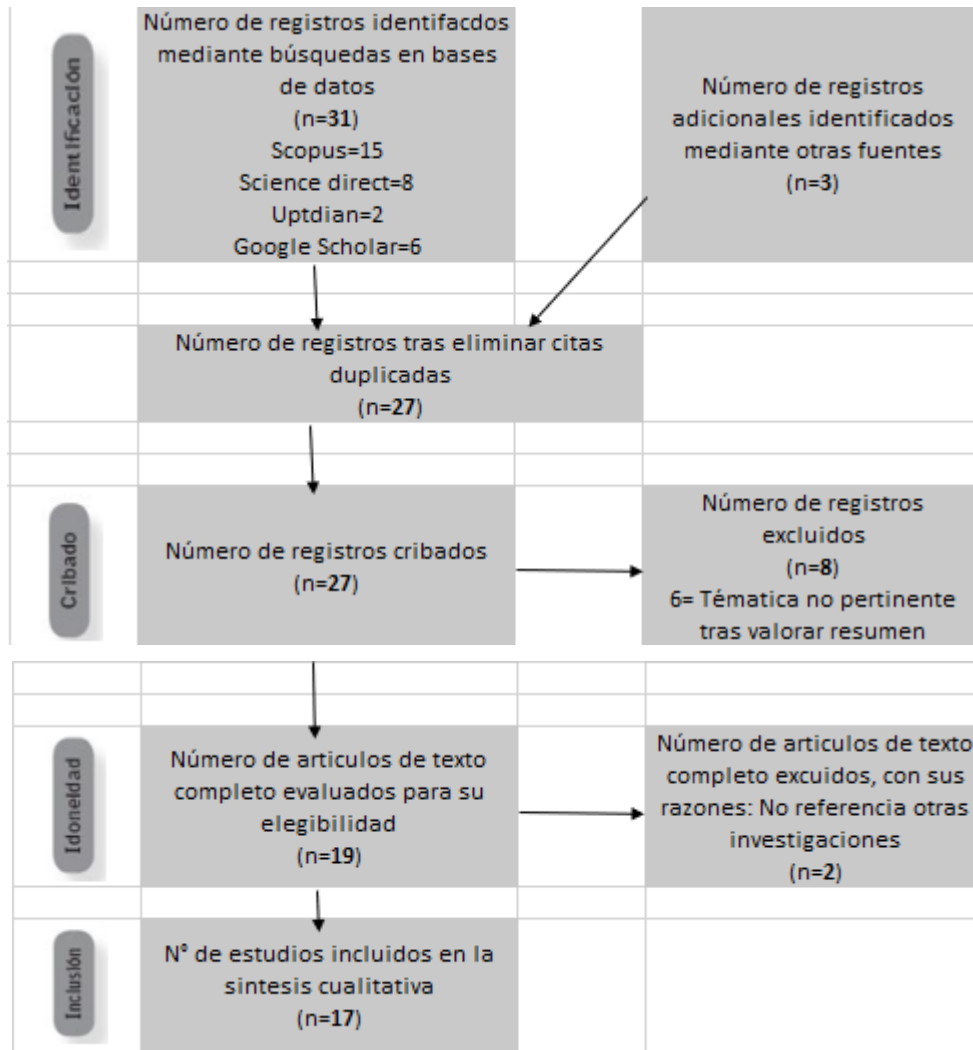 Identificación
Número de registros identifacdos
mediante búsquedas en bases
de datos
(n=31)
Scopus=15
Science direct=8
Uptdian=2
Google Scholar=6
Número de registros
adicionales identificados
mediante otras fuentes
(n=3)
Número de registros tras eliminar citas
duplicadas
(n=27)
Cribado
Número de registros cribados
(n=27)
Número de registros
excluidos
(n=8)
6= Témática no pertinente
tras valorar resumen
Idoneidad
Número de articulos de texto
completo evaluados para su
elegibilidad
(n=19)
Número de articulos de texto
completo excuidos, con sus
razones: No referencia otras
investigaciones
(n=2)
Inclusión
N° de estudios incluidos en la
sintesis cualitativa
(n=17)